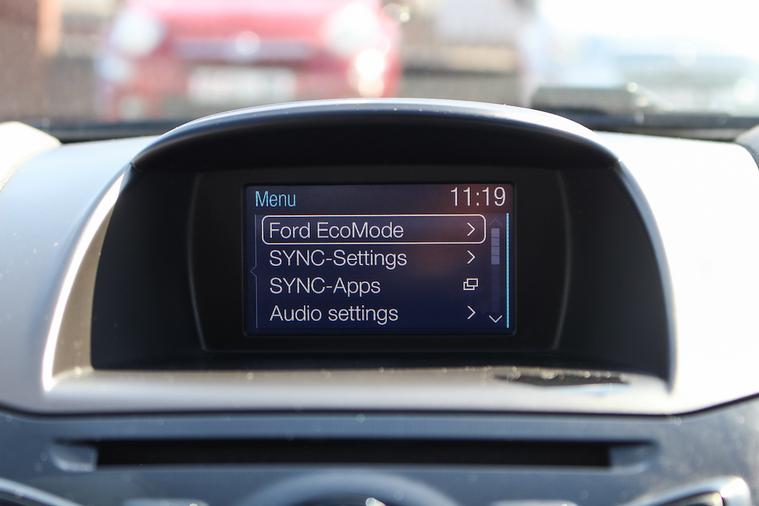 Menu 11:19
Ford EcoMode
SYNC-Settings
SYNC-Apps
Audio settings